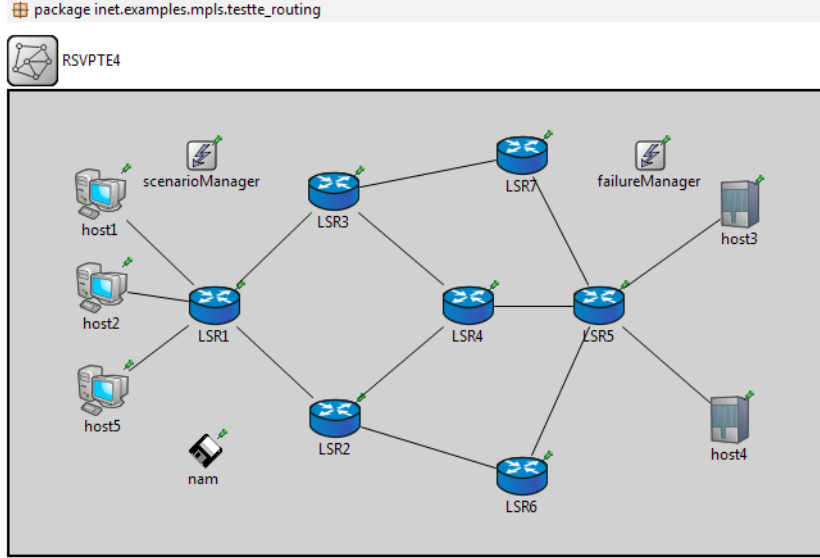 package inet.examples.mpls.testte_routing
RSVPTE4
scenarioManager
LSR7
failureManager
host1
LSR3
host3
host2
LSR1
LSR4
LSR5
host5
LSR2
host4
nam
LSR6